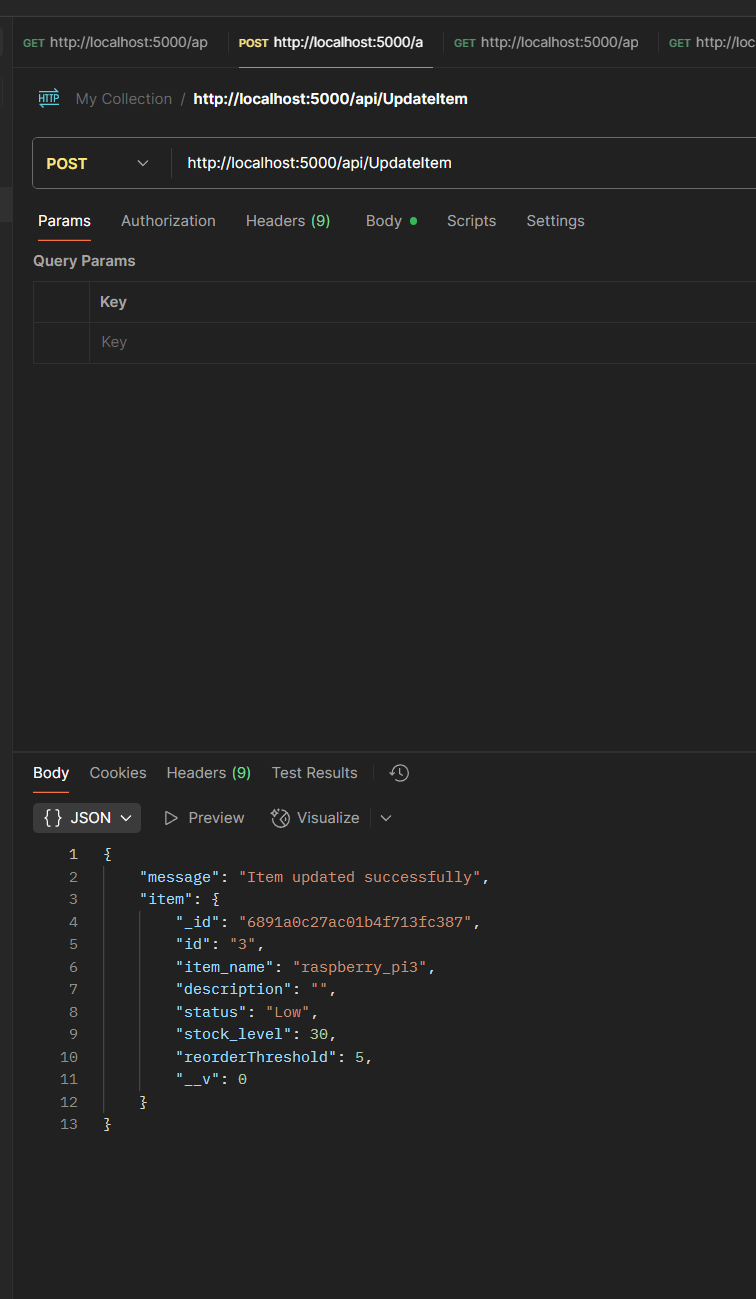 GET http://localhost:5000/ap POST http://localhost:5000/a GET http://localhost:5000/ap GET http://loc
HTTP My Collection / http://localhost:5000/api/UpdateItem
POST http://localhost:5000/api/UpdateItem
Params Authorization Headers (9) Body Scripts Settings
Query Params
Key
Key
Body Cookies Headers (9) Test Results
{} JSON Preview Visualize
1 {
2 "message": "Item updated successfully",
3 "item": {
4 "_id": "6891a0c27ac01b4f713fc387",
5 "id": "3",
6 "item_name": "raspberry_pi3",
7 "description": "",
8 "status": "Low",
9 "stock_level": 30,
10 "reorderThreshold": 5,
11 "__v": 0
12 }
13 }